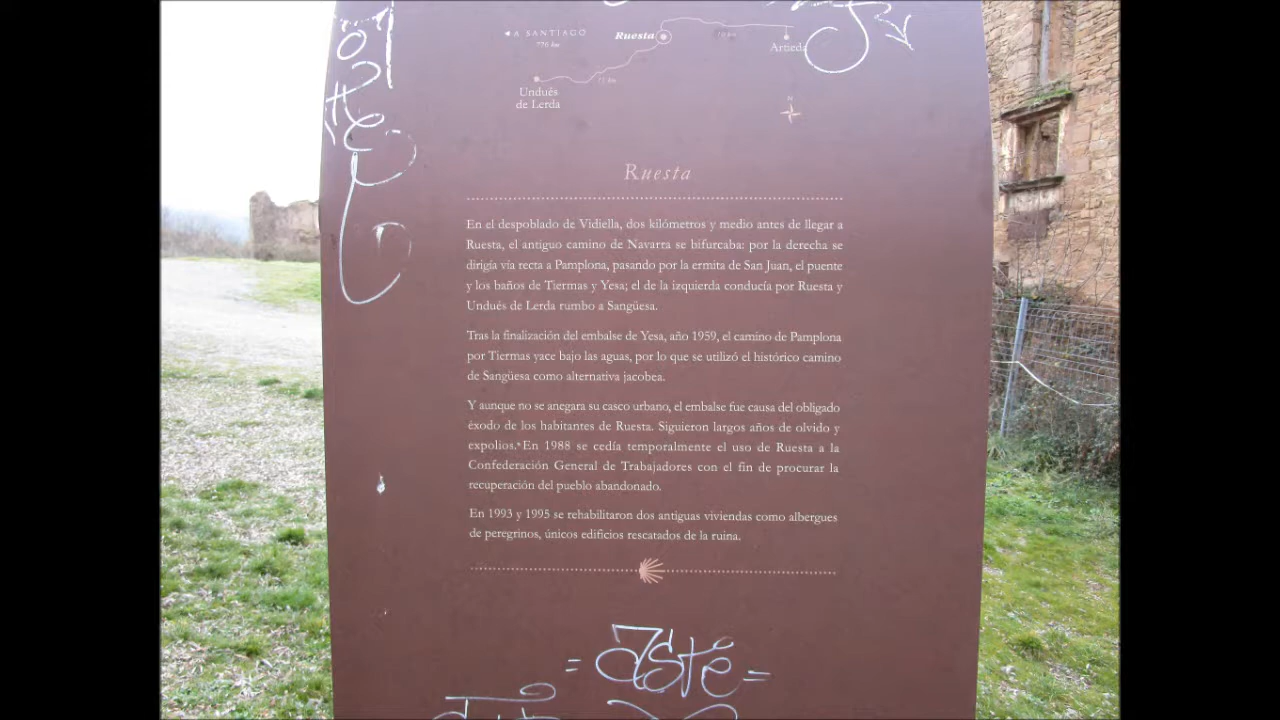 ◄ A SANTIAGO
776 km
Ruesta
10 km
Artieda
11 km
Undués
de Lerda
N
Ruesta
En el despoblado de Vidiella, dos kilómetros y medio antes de llegar a
Ruesta, el antiguo camino de Navarra se bifurcaba: por la derecha se
dirigía vía recta a Pamplona, pasando por la ermita de San Juan, el puente
y los baños de Tiermas y Yesa; el de la izquierda conducía por Ruesta y
Undués de Lerda rumbo a Sangüesa.
Tras la finalización del embalse de Yesa, año 1959, el camino de Pamplona
por Tiermas yace bajo las aguas, por lo que se utilizó el histórico camino
de Sangüesa como alternativa jacobea.
Y aunque no se anegara su casco urbano, el embalse fue causa del obligado
éxodo de los habitantes de Ruesta. Siguieron largos años de olvido y
expolios. En 1988 se cedía temporalmente el uso de Ruesta a la
Confederación General de Trabajadores con el fin de procurar la
recuperación del pueblo abandonado.
En 1993 y 1995 se rehabilitaron dos antiguas viviendas como albergues
de peregrinos, únicos edificios rescatados de la ruina.